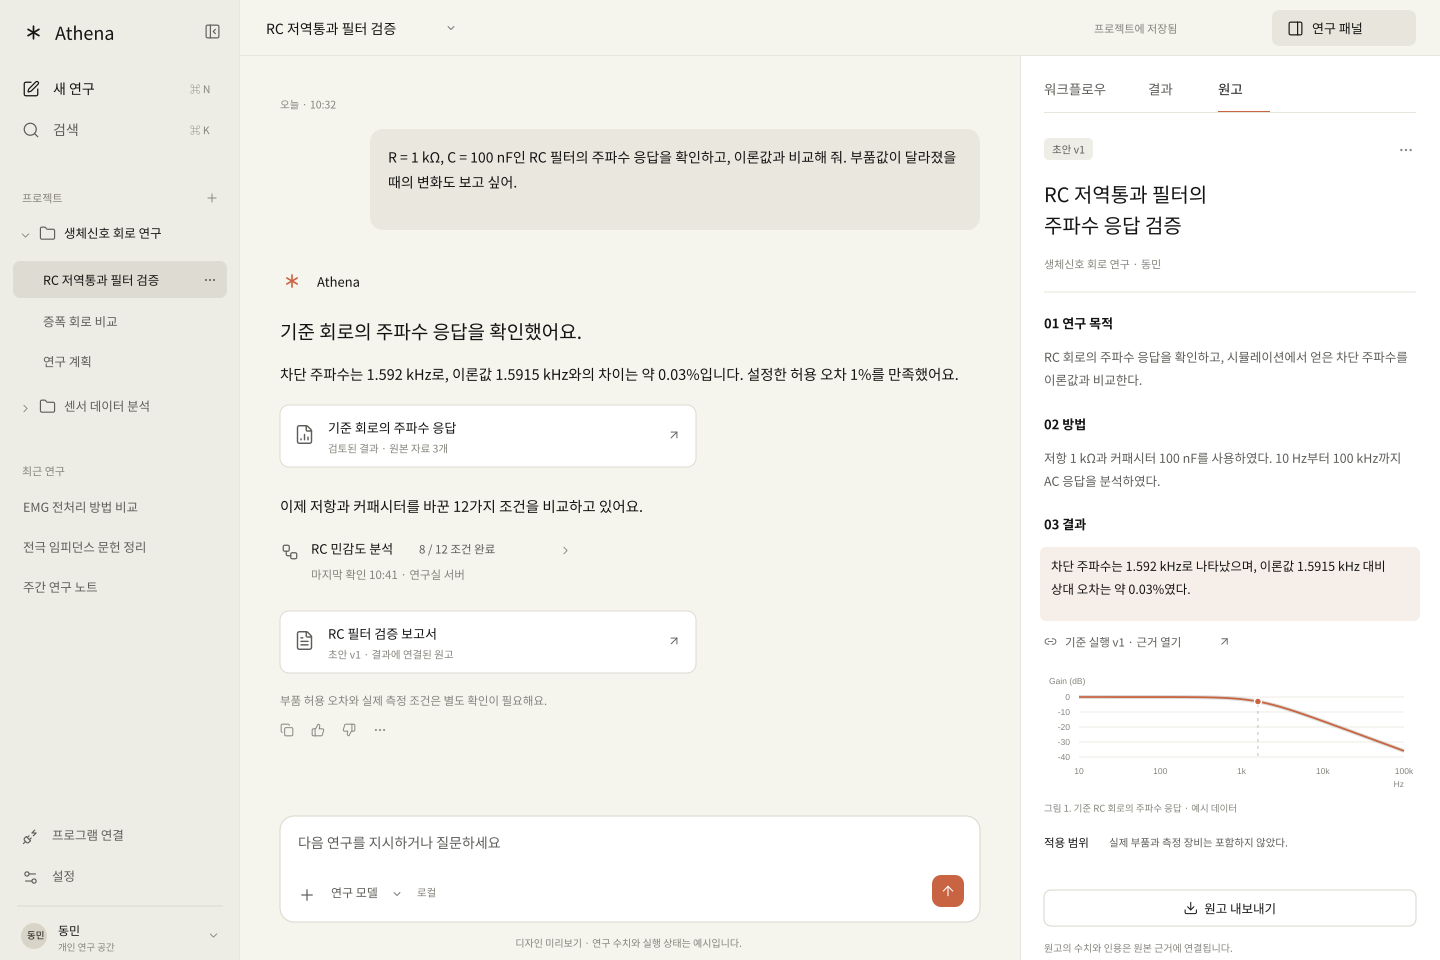 Athena
새 연구
⌘ N
검색
⌘ K
프로젝트
생체신호 회로 연구
RC 저역통과 필터 검증
증폭 회로 비교
연구 계획
센서 데이터 분석
최근 연구
EMG 전처리 방법 비교
전극 임피던스 문헌 정리
주간 연구 노트
프로그램 연결
설정
동민
동민
개인 연구 공간
RC 저역통과 필터 검증
프로젝트에 저장됨
연구 패널
오늘 · 10:32
R = 1 kΩ, C = 100 nF인 RC 필터의 주파수 응답을 확인하고, 이론값과 비교해 줘. 부품값이 달라졌을
때의 변화도 보고 싶어.
Athena
기준 회로의 주파수 응답을 확인했어요.
차단 주파수는 1.592 kHz로, 이론값 1.5915 kHz와의 차이는 약 0.03%입니다. 설정한 허용 오차 1%를 만족했어요.
기준 회로의 주파수 응답
검토된 결과 · 원본 자료 3개
이제 저항과 커패시터를 바꾼 12가지 조건을 비교하고 있어요.
RC 민감도 분석
8 / 12 조건 완료
마지막 확인 10:41 · 연구실 서버
RC 필터 검증 보고서
초안 v1 · 결과에 연결된 원고
부품 허용 오차와 실제 측정 조건은 별도 확인이 필요해요.
다음 연구를 지시하거나 질문하세요
연구 모델
로컬
디자인 미리보기 · 연구 수치와 실행 상태는 예시입니다.
워크플로우
결과
원고
초안 v1
RC 저역통과 필터의
주파수 응답 검증
생체신호 회로 연구 · 동민
01 연구 목적
RC 회로의 주파수 응답을 확인하고, 시뮬레이션에서 얻은 차단 주파수를
이론값과 비교한다.
02 방법
저항 1 kΩ과 커패시터 100 nF를 사용하였다. 10 Hz부터 100 kHz까지
AC 응답을 분석하였다.
03 결과
차단 주파수는 1.592 kHz로 나타났으며, 이론값 1.5915 kHz 대비
상대 오차는 약 0.03%였다.
기준 실행 v1 · 근거 열기
Gain (dB)
0
-10
-20
-30
-40
10
100
1k
10k
100k
Hz
그림 1. 기준 RC 회로의 주파수 응답 · 예시 데이터
적용 범위
실제 부품과 측정 장비는 포함하지 않았다.
원고 내보내기
원고의 수치와 인용은 원본 근거에 연결됩니다.